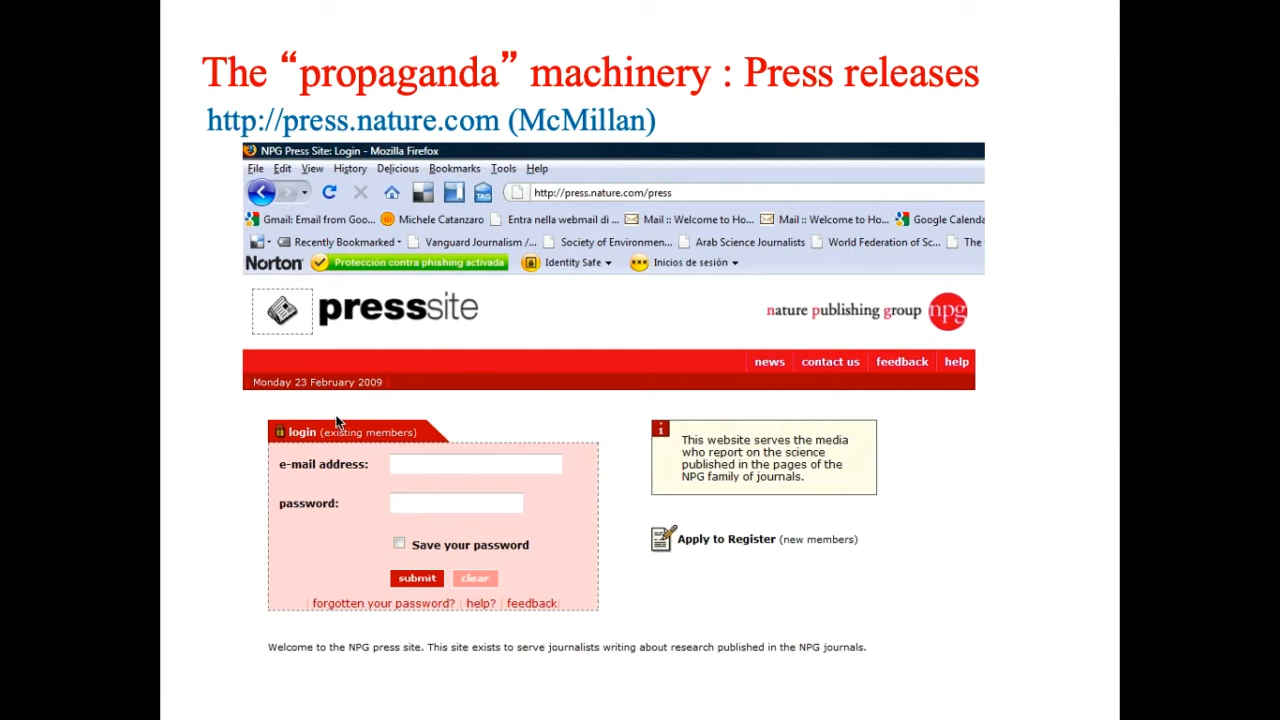 The “propaganda” machinery : Press releases
http://press.nature.com (McMillan)
NPG Press Site: Login - Mozilla Firefox
File Edit View History Delicious Bookmarks Tools Help
TAG http://press.nature.com/press
Gmail: Email from Goo... Michele Catanzaro Entra nella webmail di ... Mail :: Welcome to Ho... Mail :: Welcome to Ho... Google Calenda
Recently Bookmarked Vanguard Journalism /... Society of Environmen... Arab Science Journalists World Federation of Sc... The
Norton Protección contra phishing activada Identity Safe Inicios de sesión
presssite
nature publishing group npg
news contact us feedback help
Monday 23 February 2009
login (existing members)
e-mail address:
password:
Save your password
submit clear
forgotten your password? help? feedback
i
This website serves the media
who report on the science
published in the pages of the
NPG family of journals.
Apply to Register (new members)
Welcome to the NPG press site. This site exists to serve journalists writing about research published in the NPG journals.